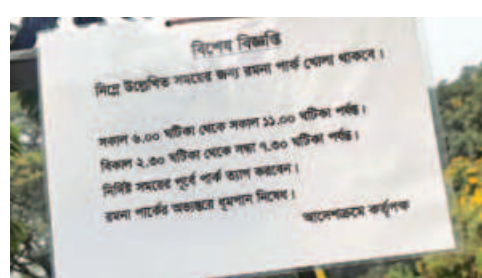 বিশেষ বিজ্ঞপ্তি
নিম্নে উল্লেখিত সময়ের জন্য রমনা পার্ক খোলা থাকবে।
সকাল ৬.০০ ঘটিকা থেকে সকাল ১১.০০ ঘটিকা পর্যন্ত।
বিকাল ২.৩০ ঘটিকা থেকে সন্ধা ৭.৩০ ঘটিকা পর্যন্ত।
নির্দিষ্ট সময়ের পূর্বে পার্ক ত্যাগ করবেন।
রমনা পার্কের অভ্যন্তরে ধূমপান নিষেধ।
আদেশক্রমে কর্তৃপক্ষ